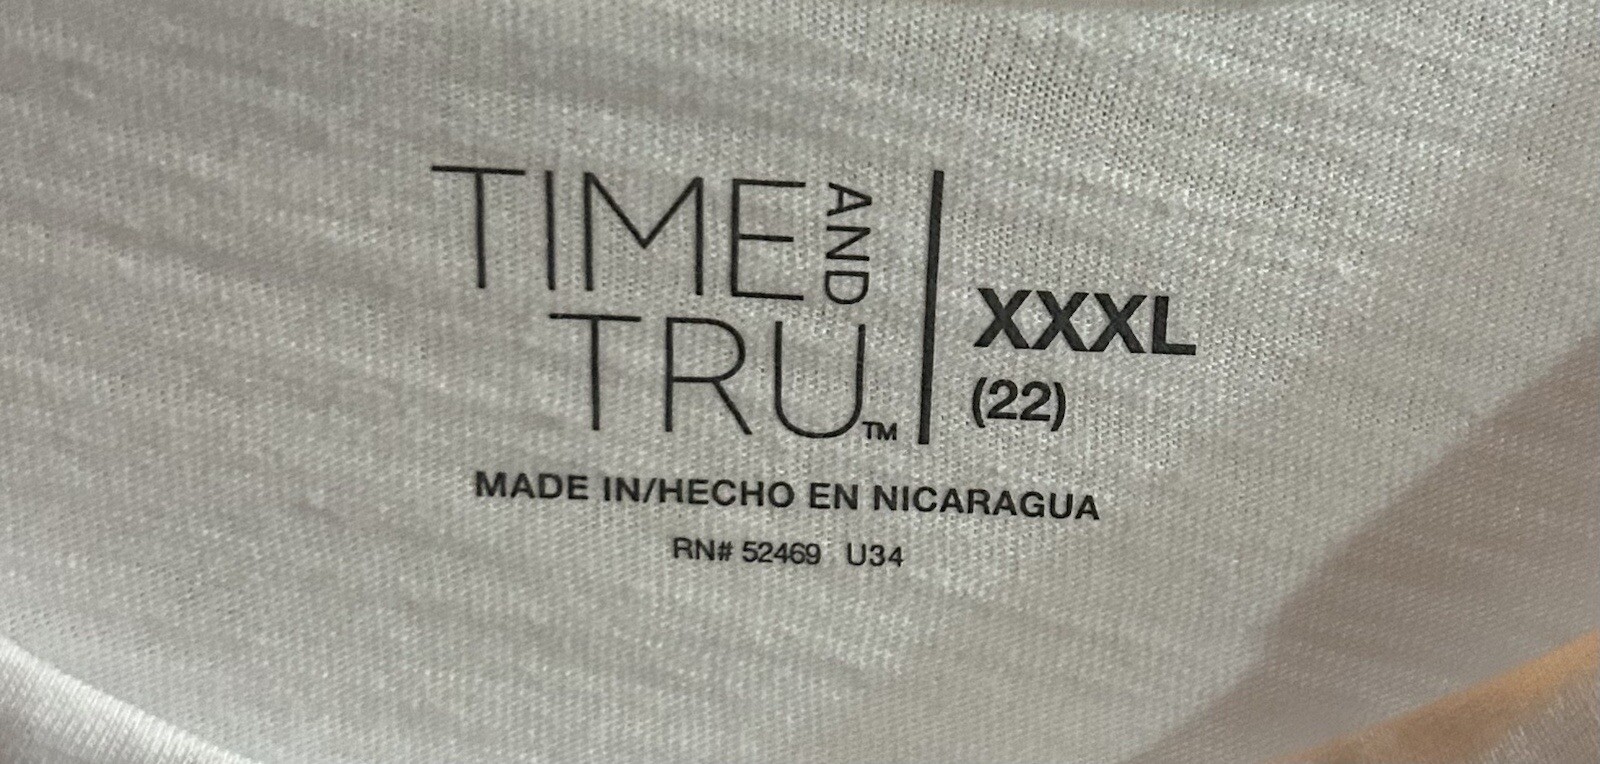 TIME AND
TRU™
XXXL
(22)
MADE IN/HECHO EN NICARAGUA
RN# 52469 U34